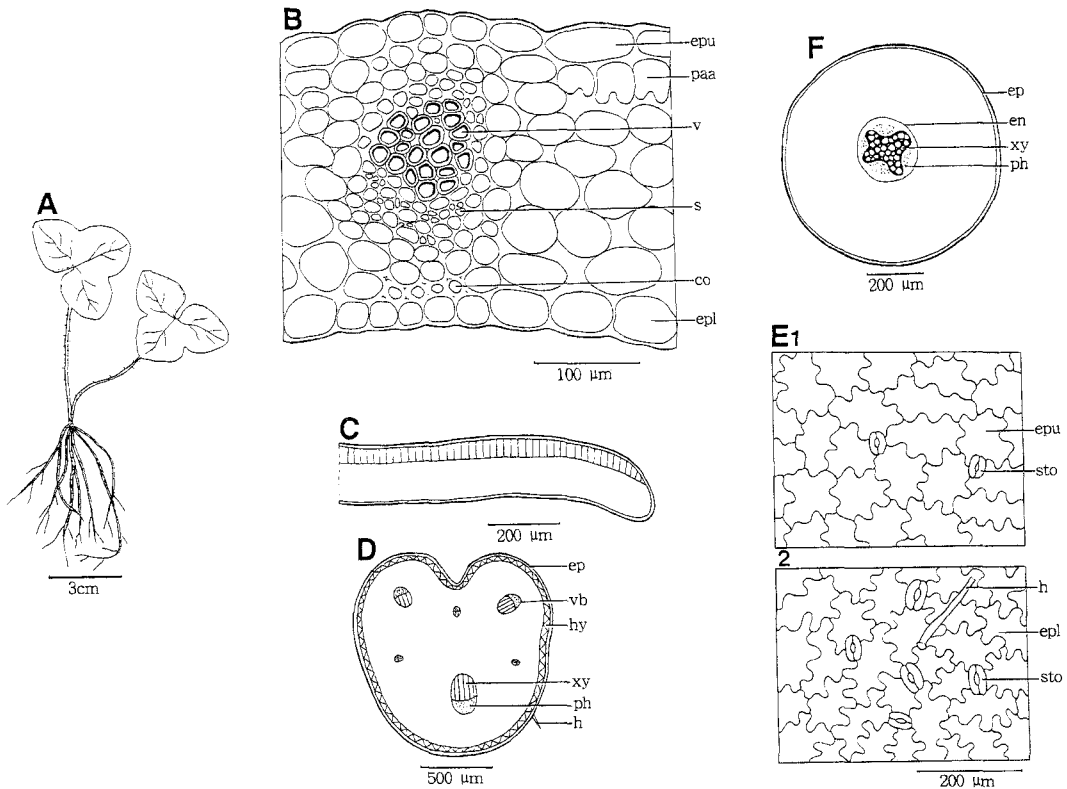 A
3cm
B
epu
paa
v
s
co
epl
100 μm
C
200 μm
D
ep
vb
hy
xy
ph
h
500 μm
F
ep
en
xy
ph
200 μm
E1
epu
sto
2
h
epl
sto
200 μm